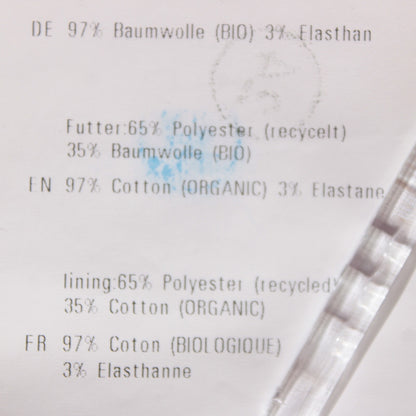 DE 97% Baumwolle (BIO) 3% Elasthan
Futter:65% Polyester (recycelt)
35% Baumwolle (BIO)
EN 97% Cotton (ORGANIC) 3% Elastane
lining:65% Polyester (recycled)
35% Cotton (ORGANIC)
FR 97% Coton (BIOLOGIQUE)
3% Elasthanne